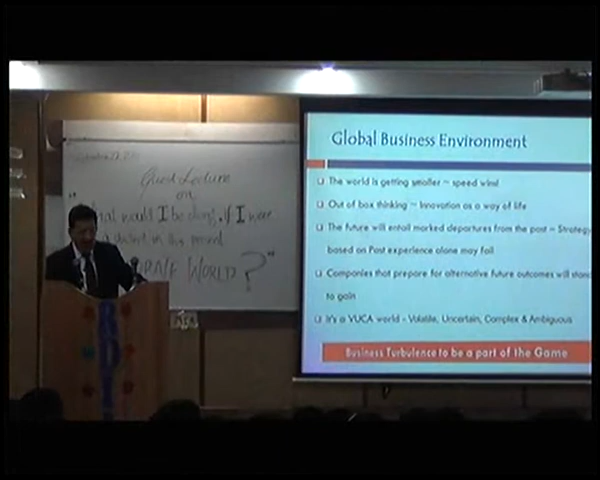 Guest Lecture
on
would I be doing, if I were
in this
WORLD ?"
Global Business Environment
The world is getting smaller – speed wins!
Out of box thinking – Innovation as a way of life
The future will entail marked departures from the past – Strategy
based on Past experience alone may fail
Companies that prepare for alternative future outcomes will stand
to gain
It's a VUCA world – Volatile, Uncertain, Complex & Ambiguous
Business Turbulence to be a part of the Game